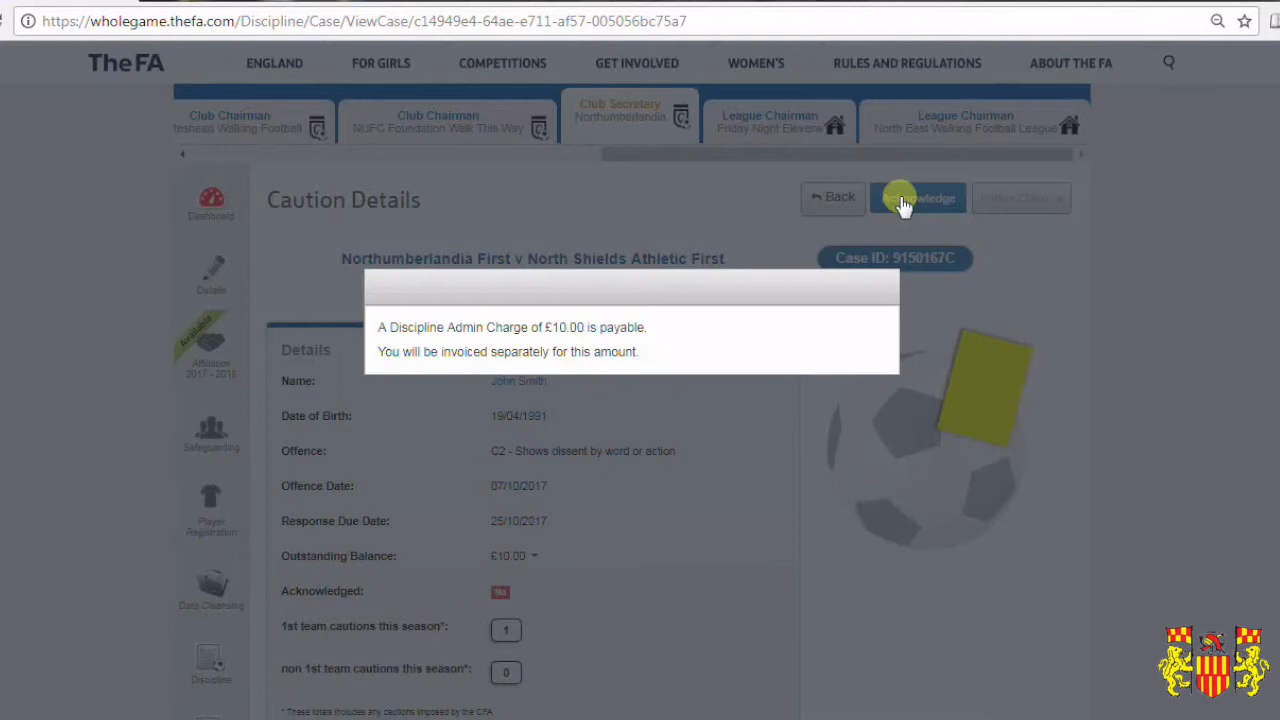 https://wholegame.thefa.com/Discipline/Case/ViewCase/c14949e4-64ae-e711-af57-005056bc75a7
TheFA ENGLAND FOR GIRLS COMPETITIONS GET INVOLVED WOMEN'S RULES AND REGULATIONS ABOUT THE FA
Club Chairman
teshead Walking Football
Club Chairman
NUFC Foundation Walk This Way
Club Secretary
Northumberlandia
League Chairman
Friday Night Elevens
League Chairman
North East Walking Football League
Dashboard
Details
Available
Affiliation
2017 - 2018
Safeguarding
Player
Registration
Data Cleansing
Discipline
Caution Details
Back
Acknowledge
Northumberlandia First v North Shields Athletic First
Case ID: 9150167C
A Discipline Admin Charge of £10.00 is payable.
You will be invoiced separately for this amount.
Details
Name: John Smith
Date of Birth: 19/04/1991
Offence: C2 - Shows dissent by word or action
Offence Date: 07/10/2017
Response Due Date: 25/10/2017
Outstanding Balance: £10.00
Acknowledged: No
1st team cautions this season*: 1
non 1st team cautions this season*: 0
* These totals includes any cautions imposed by the CFA